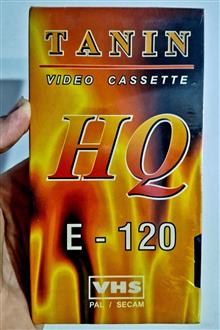 TANIN
VIDEO CASSETTE
HQ
E - 120
VHS
PAL / SECAM